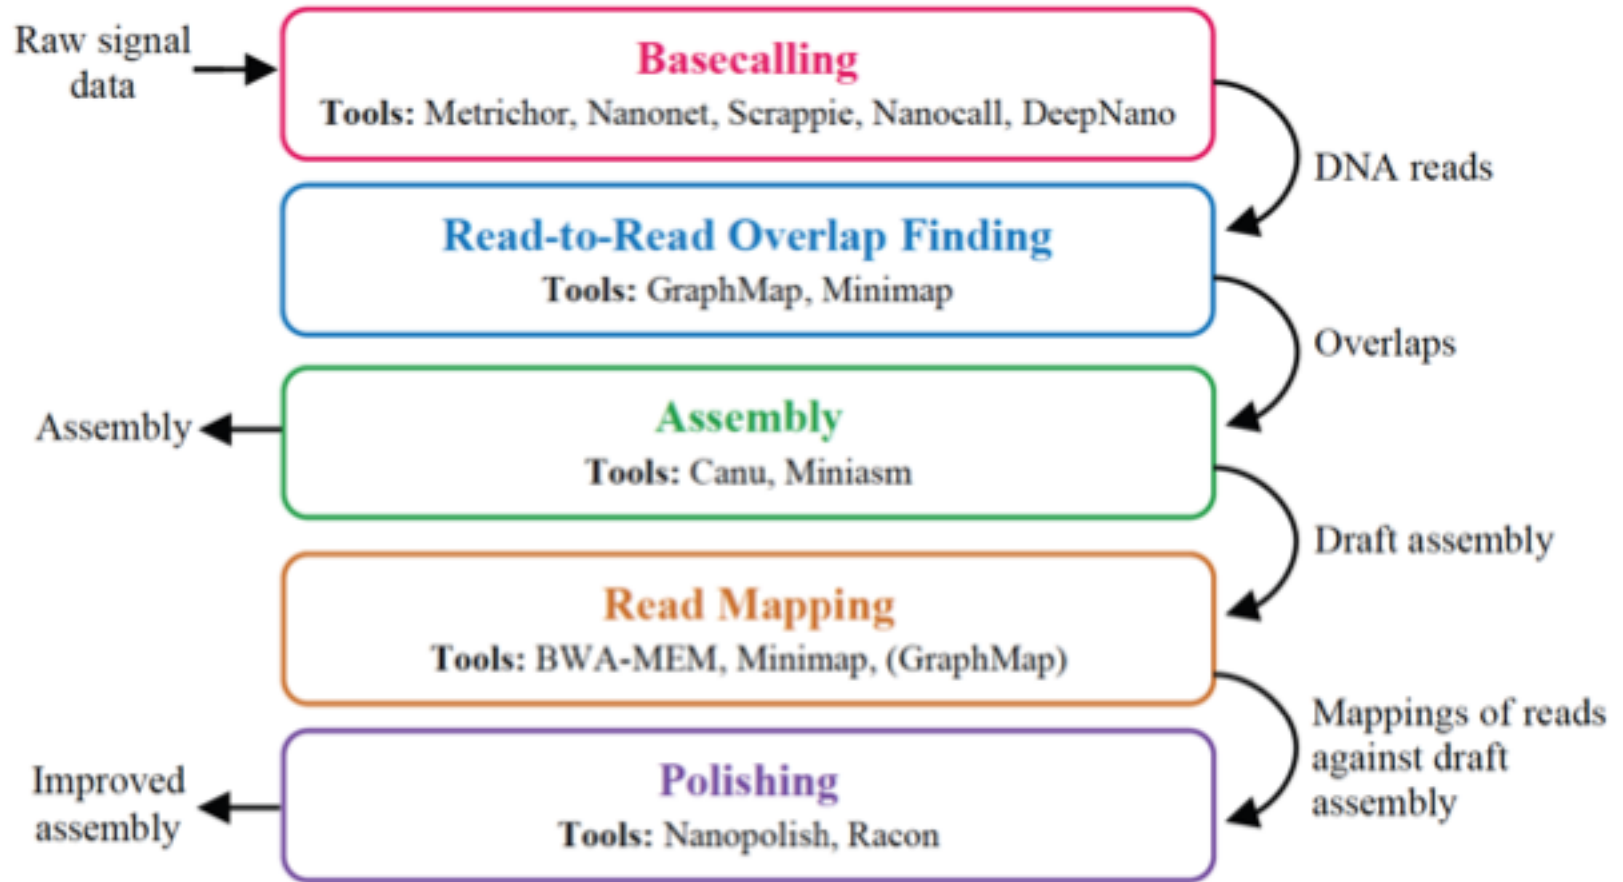 Raw signal
data
Basecalling
Tools: Metrichor, Nanonet, Scrappie, Nanocall, DeepNano
DNA reads
Read-to-Read Overlap Finding
Tools: GraphMap, Minimap
Overlaps
Assembly
Assembly
Tools: Canu, Miniasm
Draft assembly
Read Mapping
Tools: BWA-MEM, Minimap, (GraphMap)
Mappings of reads
against draft
assembly
Polishing
Tools: Nanopolish, Racon
Improved
assembly